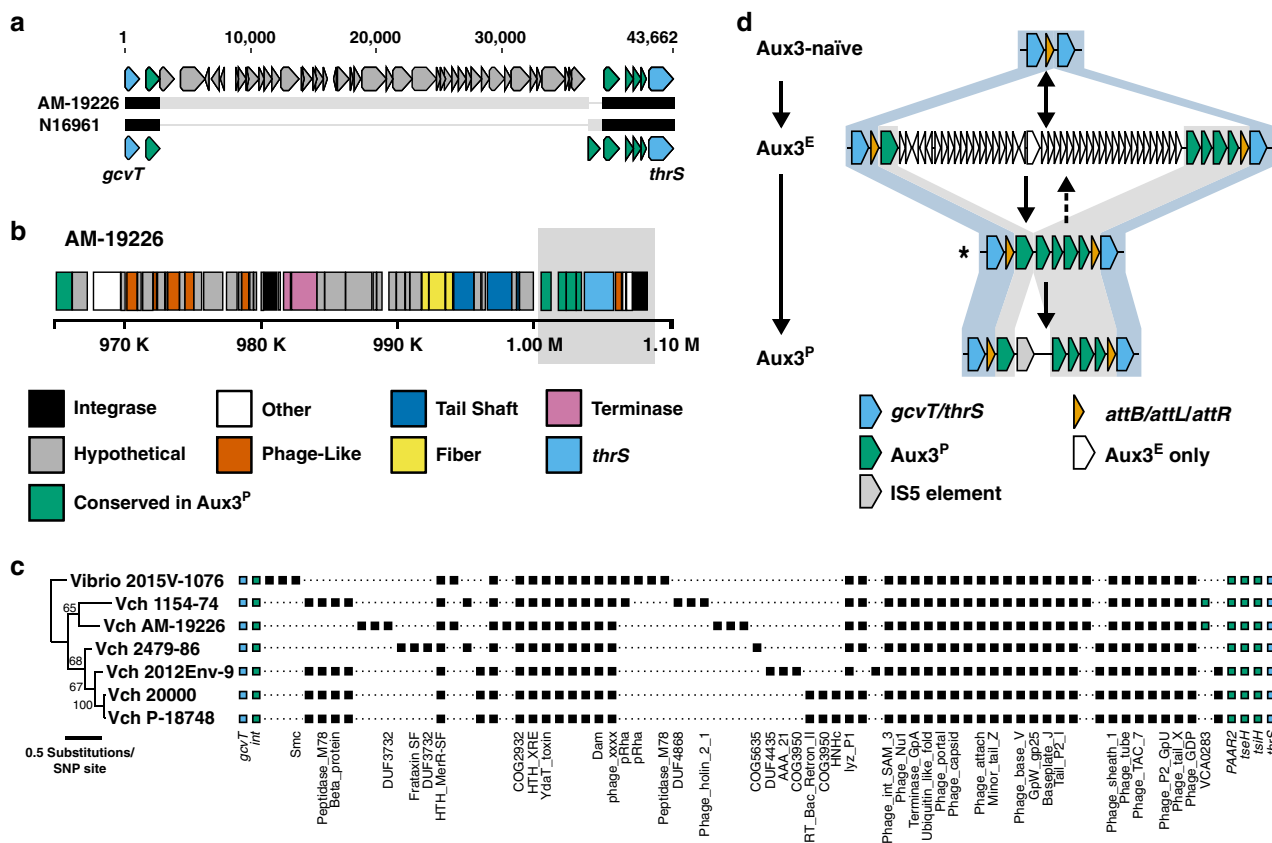 a
1 10,000 20,000 30,000 43,662
AM-19226
N16961
gcvT thrS
b
AM-19226
970 K 980 K 990 K 1.00 M 1.10 M
Integrase Other Tail Shaft Terminase
Hypothetical Phage-Like Fiber thrS
Conserved in Aux3P
c
Vibrio 2015V-1076
Vch 1154-74
Vch AM-19226
Vch 2479-86
Vch 2012Env-9
Vch 20000
Vch P-18748
65
68
67
100
0.5 Substitutions/
SNP site
gcvT
int
Smc
Peptidase_M78
Beta_protein
DUF3732
Frataxin SF
DUF3732
HTH_MerR-SF
COG2932
HTH_XRE
YdaT_toxin
Dam
phage_xxxx
pRha
pRha
Peptidase_M78
DUF4868
Phage_holin_2_1
COG5635
DUF4435
AAA_21
COG3950
RT_Bac_Retron_II
COG3950
HNHc
lyz_P1
Phage_int_SAM_3
Phage_Nu1
Terminase_GpA
Ubiquitin_like_fold
Phage_portal
Phage_capsid
Phage_attach
Minor_tail_Z
Phage_base_V
GpW_gp25
Baseplate_J
Tail_P2_I
Phage_sheath_1
Phage_tube
Phage_TAC_7
Phage_P2_GpU
Phage_tail_X
Phage_GDP
VCA0283
PAAR2
tseH
tsiH
thrS
d
Aux3-naïve
Aux3E
*
Aux3P
gcvT/thrS attB/attL/attR
Aux3P Aux3E only
IS5 element